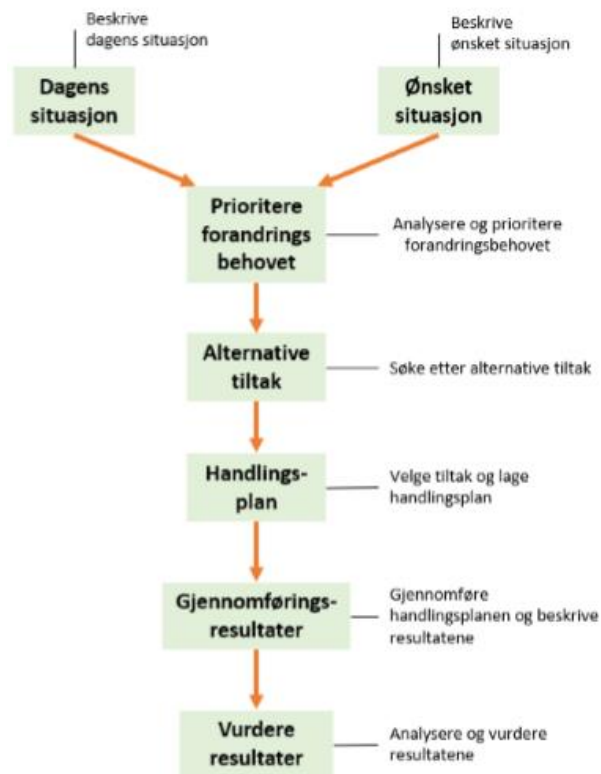 Beskrive
dagens situasjon
Beskrive
ønsket situasjon
Dagens
situasjon
Ønsket
situasjon
Prioritere
forandrings
behovet
Analysere og prioritere
forandringsbehovet
Alternative
tiltak
Søke etter alternative tiltak
Handlings-
plan
Velge tiltak og lage
handlingsplan
Gjennomførings-
resultater
Gjennomføre
handlingsplanen og beskrive
resultatene
Vurdere
resultater
Analysere og vurdere
resultatene